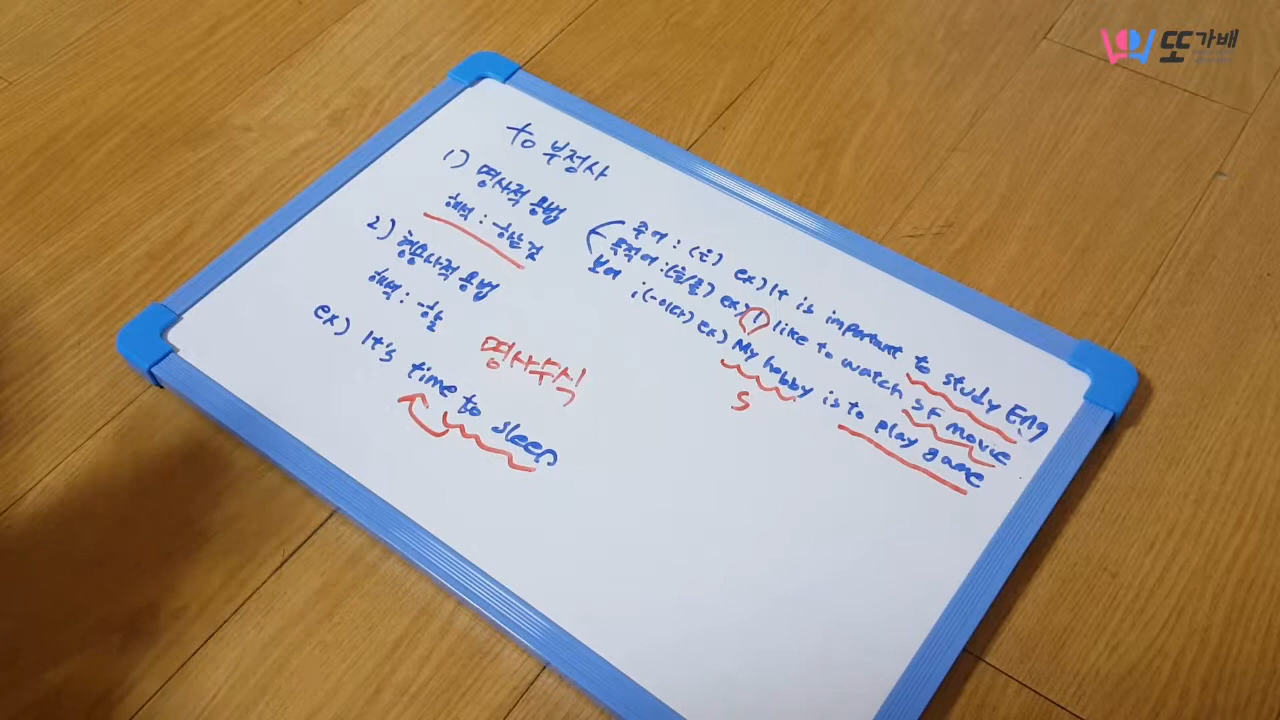 또가배
to 부정사
1) 명사적 용법
해석 : 하는 것
주어 : (는) ex) It is important to study Eng
목적어 : (을/를) ex) I like to watch SF movie
보어 : (~이다) ex) My hobby is to play game
S
2) 형용사적 용법
해석 : ~할
명사수식
ex) It's time to sleep